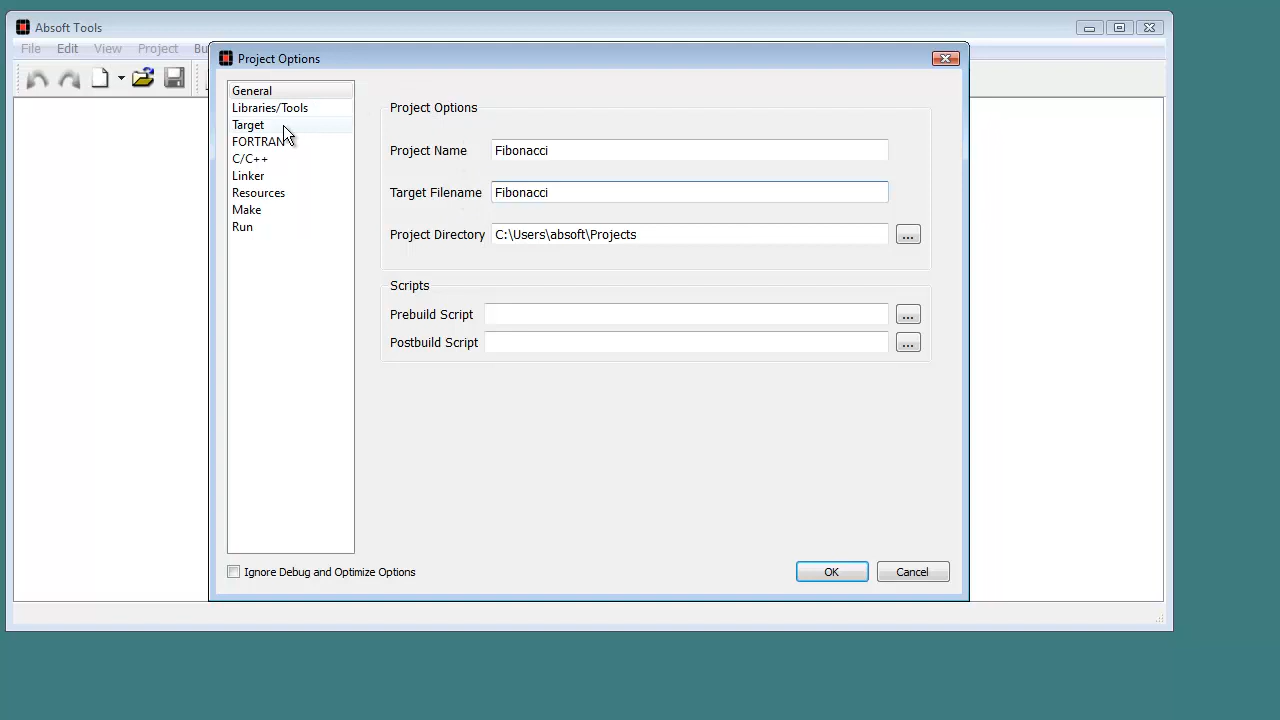 Absoft Tools
File Edit View Project Bu
Project Options
General
Libraries/Tools
Target
FORTRAN
C/C++
Linker
Resources
Make
Run
Project Options
Project Name Fibonacci
Target Filename Fibonacci
Project Directory C:\Users\absoft\Projects ...
Scripts
Prebuild Script ...
Postbuild Script ...
Ignore Debug and Optimize Options
OK Cancel